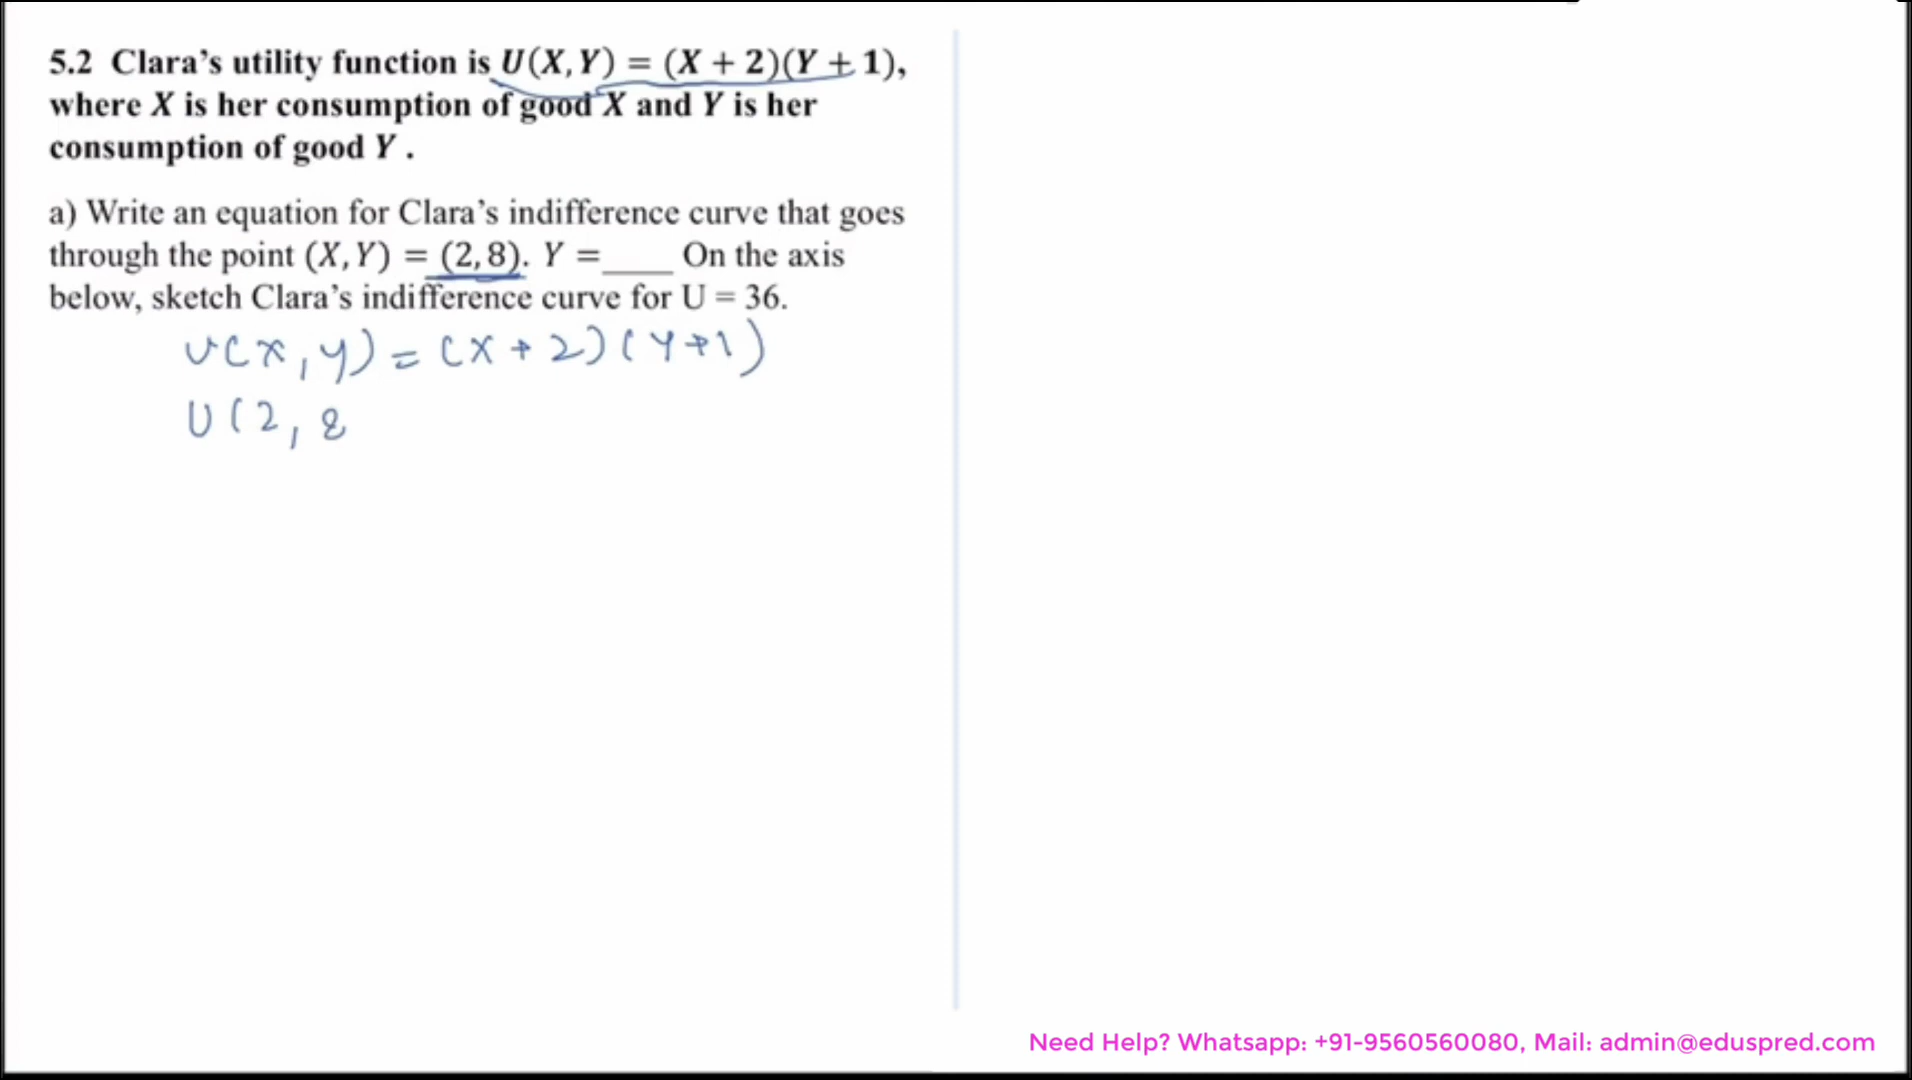 5.2 Clara’s utility function is U(X,Y) = (X + 2)(Y + 1),
where X is her consumption of good X and Y is her
consumption of good Y .
a) Write an equation for Clara’s indifference curve that goes
through the point (X,Y) = (2,8). Y =____ On the axis
below, sketch Clara’s indifference curve for U = 36.
U(x,y) = (x + 2)(y+1)
U(2, 8
Need Help? Whatsapp: +91-9560560080, Mail: admin@eduspred.com